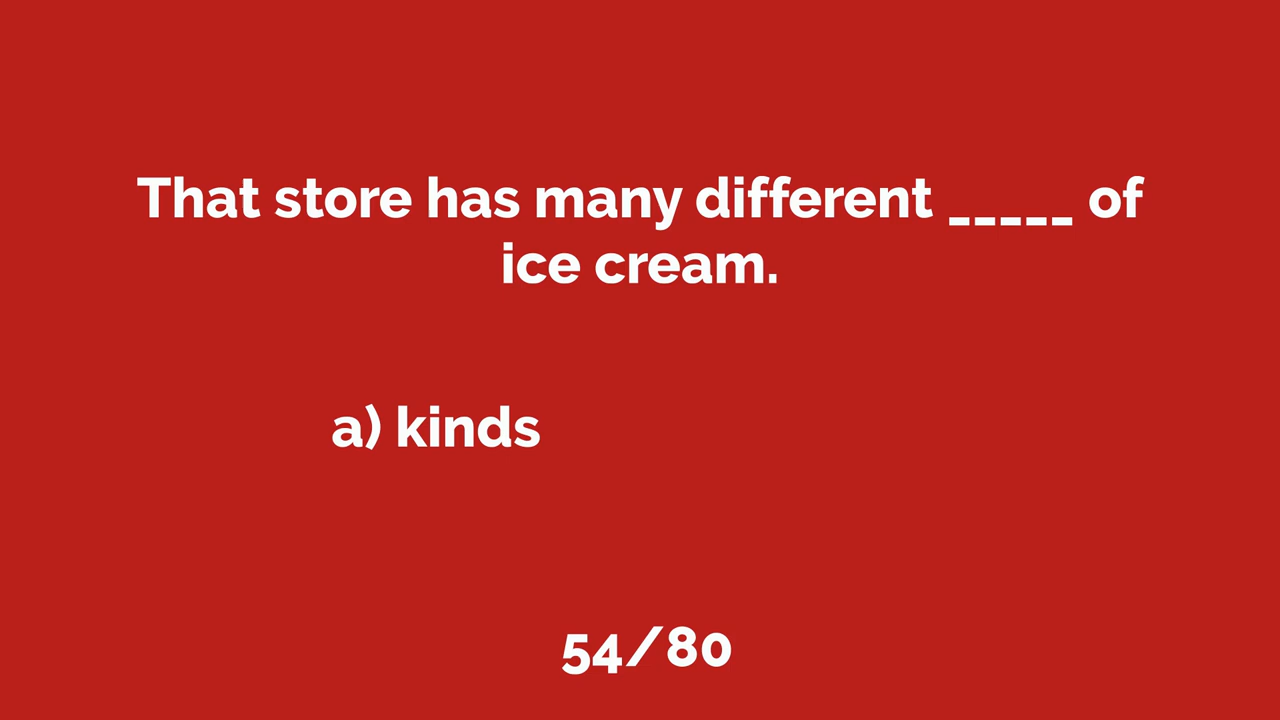 That store has many different _____ of
ice cream.
a) kinds
54/80